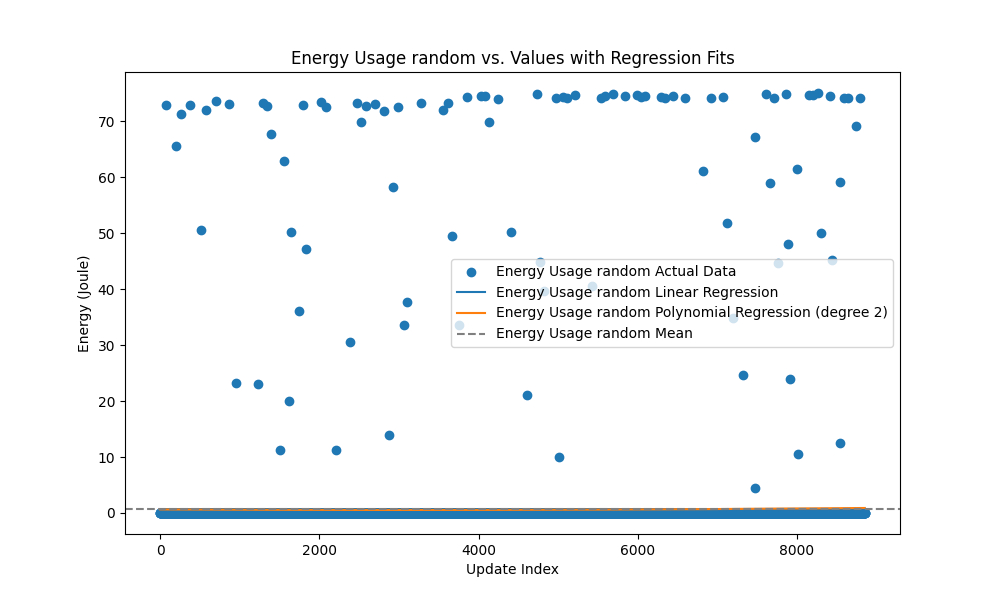 Energy Usage random vs. Values with Regression Fits
Energy (Joule)
70
60
50
40
30
20
10
0
Energy Usage random Actual Data
Energy Usage random Linear Regression
Energy Usage random Polynomial Regression (degree 2)
Energy Usage random Mean
0 2000 4000 6000 8000
Update Index